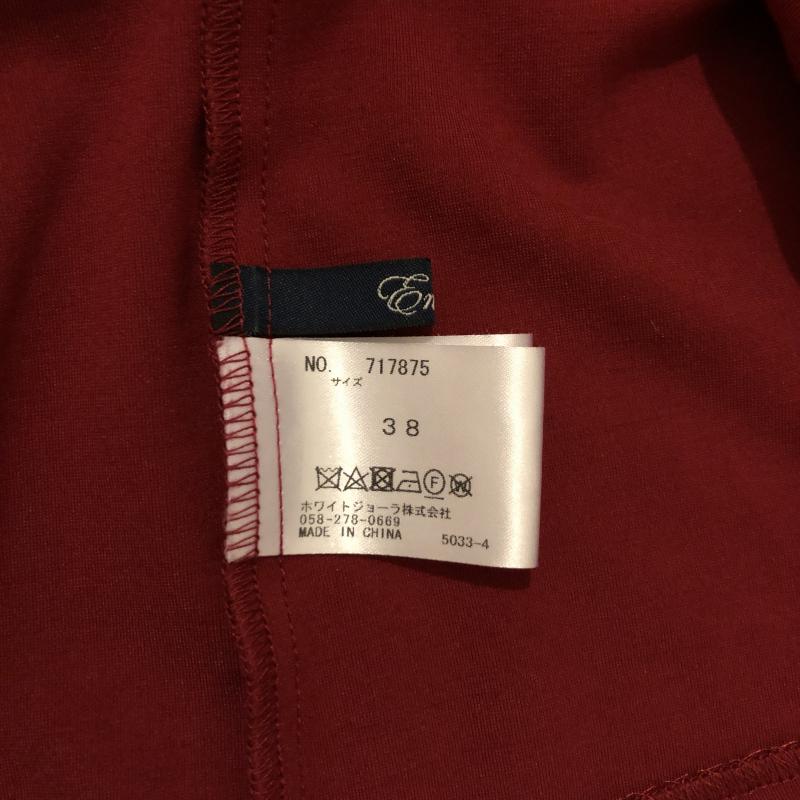 NO. 717875
サイズ
38
F W
ホワイトジョーラ株式会社
058-278-0669
MADE IN CHINA 5033-4